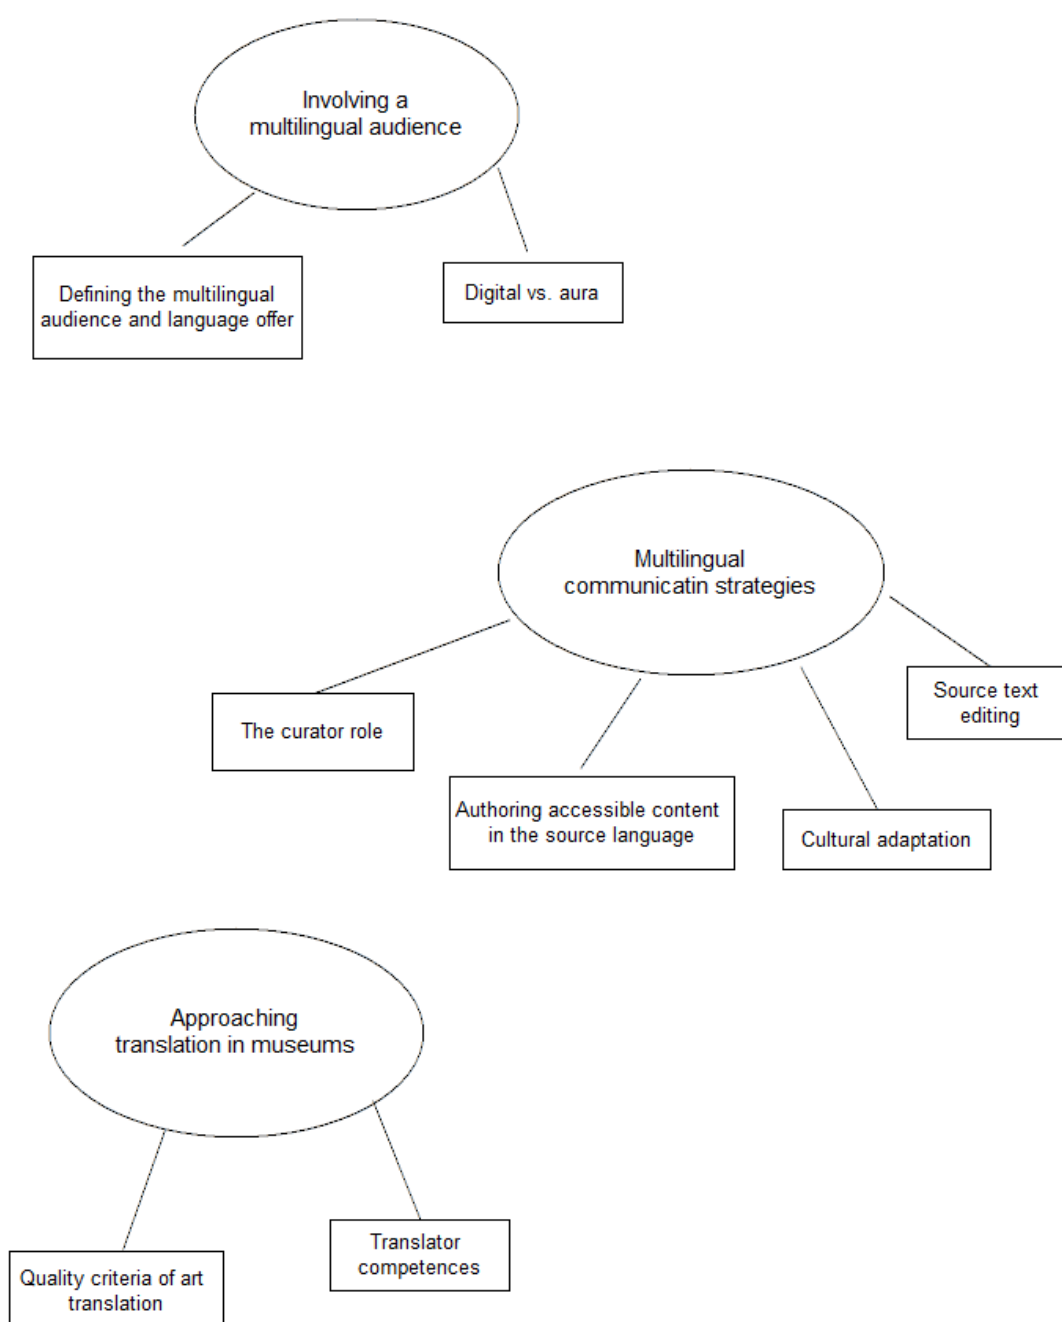 Involving a
multilingual audience
Defining the multilingual
audience and language offer
Digital vs. aura
Multilingual
communicatin strategies
The curator role
Authoring accessible content
in the source language
Cultural adaptation
Source text
editing
Approaching
translation in museums
Quality criteria of art
translation
Translator
competences